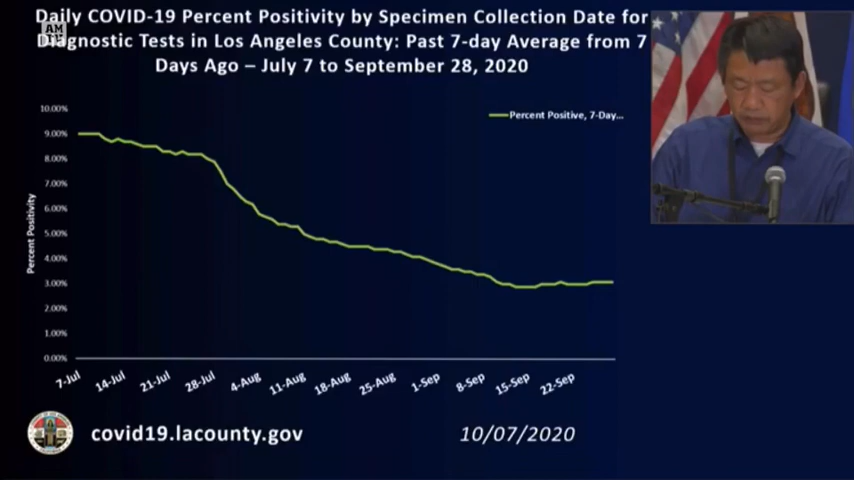 Daily COVID-19 Percent Positivity by Specimen Collection Date for
Diagnostic Tests in Los Angeles County: Past 7-day Average from 7
Days Ago – July 7 to September 28, 2020
AM
10.00%
9.00%
8.00%
7.00%
6.00%
5.00%
4.00%
3.00%
2.00%
1.00%
0.00%
Percent Positivity
Percent Positive, 7-Day...
7-Jul
14-Jul
21-Jul
28-Jul
4-Aug
11-Aug
18-Aug
25-Aug
1-Sep
8-Sep
15-Sep
22-Sep
covid19.lacounty.gov
10/07/2020